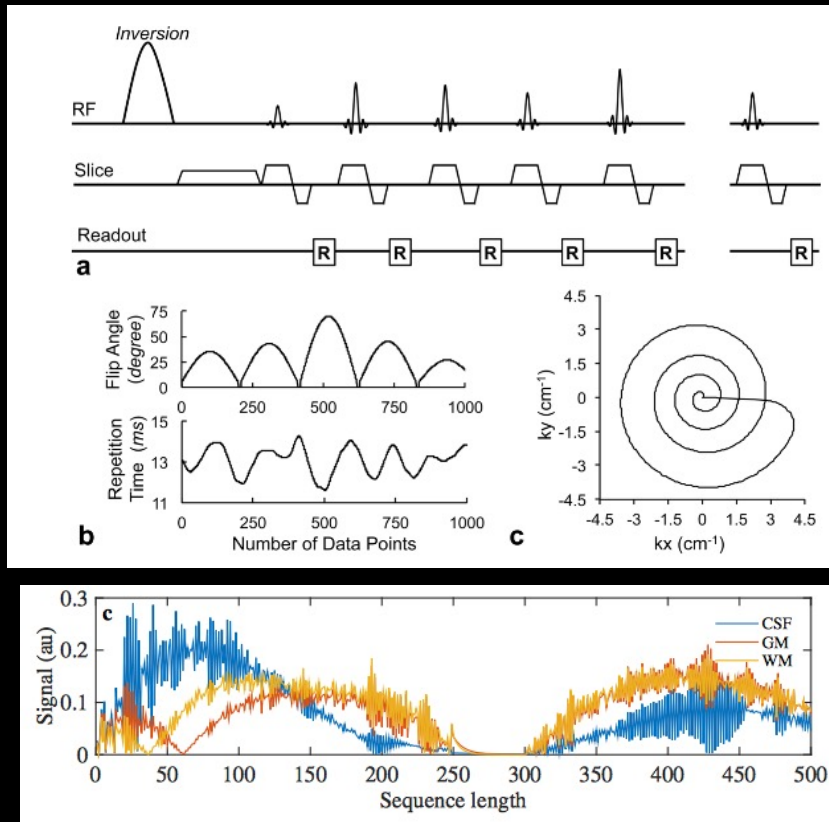 Inversion
RF
Slice
Readout
R R R R R R
a
75
50
25
0
Flip Angle
(degree)
0 250 500 750 1000
15
13
11
Repetition
Time (ms)
0 250 500 750 1000
Number of Data Points
b
4.5
3
1.5
0
-1.5
-3
-4.5
ky (cm-1)
-4.5 -3 -1.5 0 1.5 3 4.5
kx (cm-1)
c
c
0.3
0.2
0.1
0
Signal (au)
CSF
GM
WM
0 50 100 150 200 250 300 350 400 450 500
Sequence length